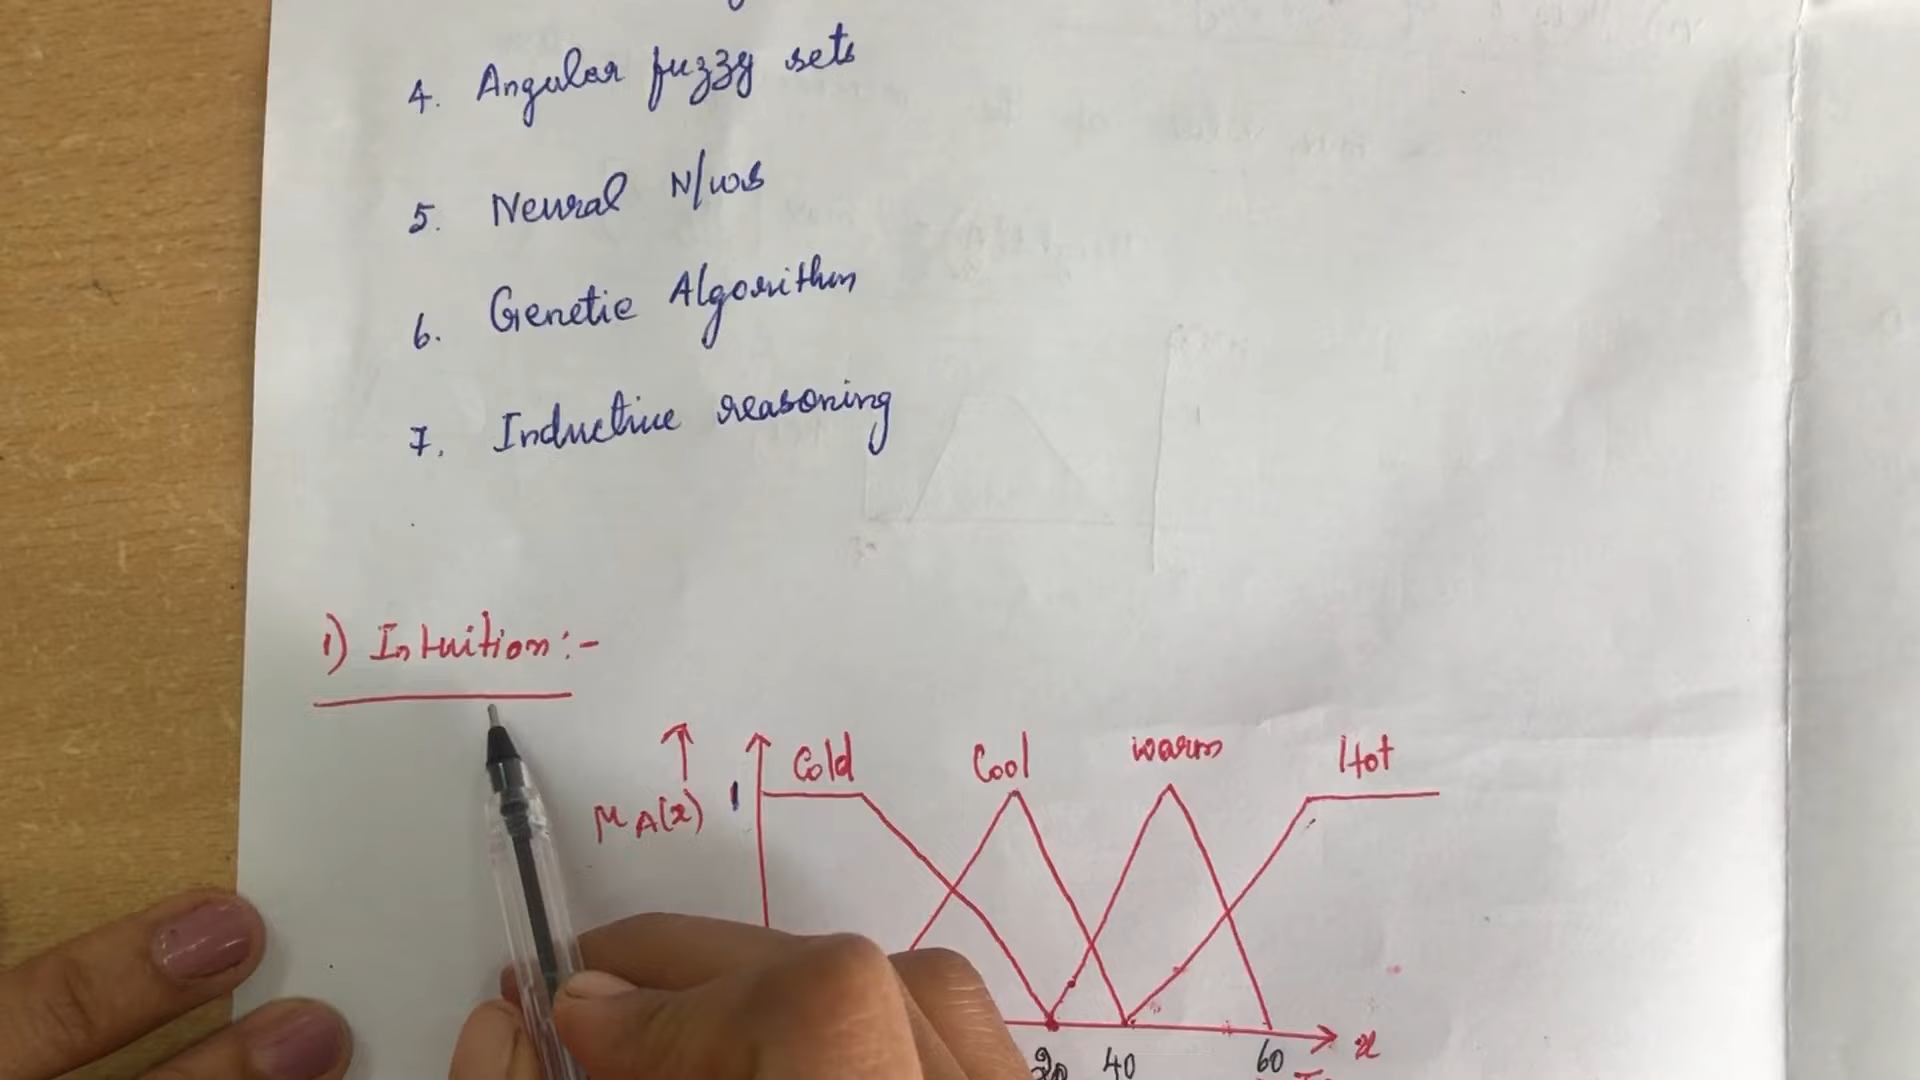 4. Angular fuzzy sets
5. Neural N/ws
6. Genetic Algorithm
7. Inductive reasoning
1) Intuition:-
Cold Cool warm Hot
μA(x) 1
x
20 40 60